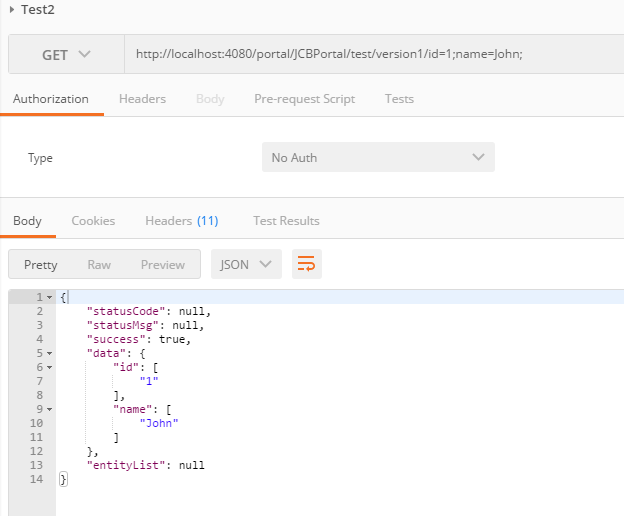 Test2
GET http://localhost:4080/portal/JCBPortal/test/version1/id=1;name=John;
Authorization Headers Body Pre-request Script Tests
Type No Auth
Body Cookies Headers (11) Test Results
Pretty Raw Preview JSON
1 {
2 "statusCode": null,
3 "statusMsg": null,
4 "success": true,
5 "data": {
6 "id": [
7 "1"
8 ],
9 "name": [
10 "John"
11 ]
12 },
13 "entityList": null
14 }